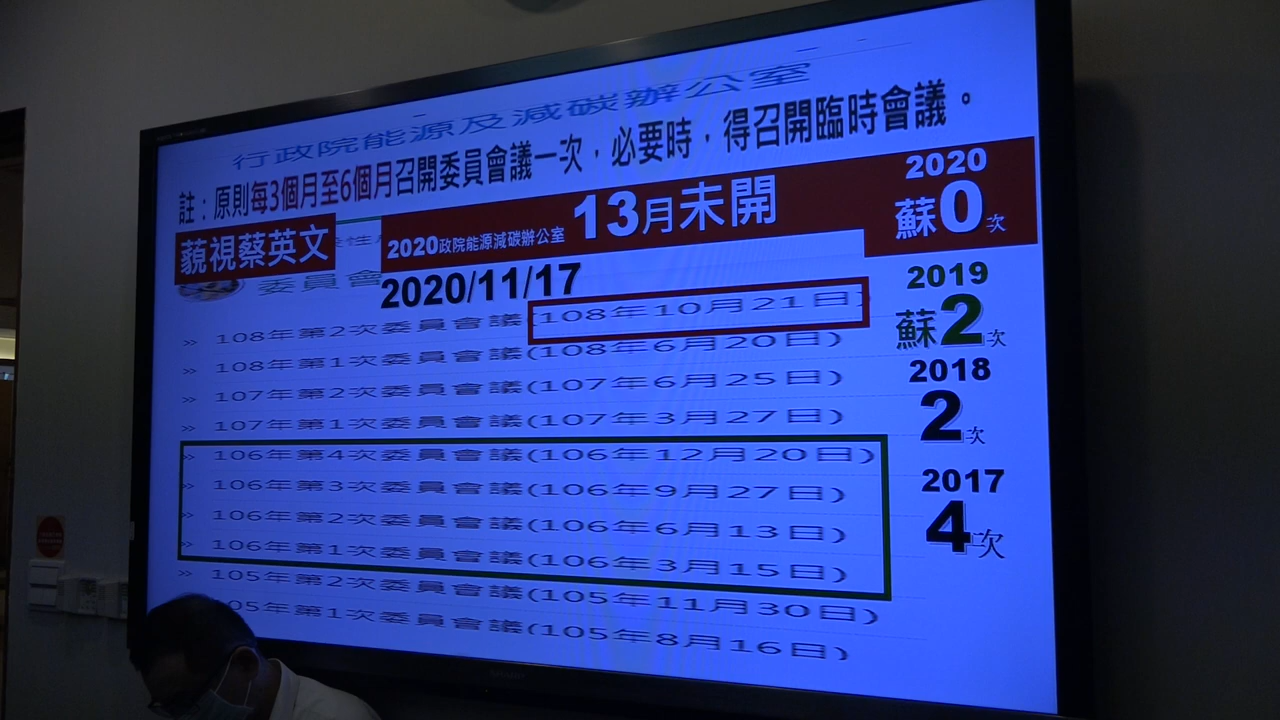 行政院能源及減碳辦公室
註：原則每3個月至6個月召開委員會議一次，必要時，得召開臨時會議。
藐視蔡英文
2020政院能源減碳辦公室 13月未開
2020
蘇0次
委員會
2020/11/17
2019
蘇2次
» 108年第2次委員會議(108年10月21日)
» 108年第1次委員會議(108年6月20日)
» 107年第2次委員會議(107年6月25日)
2018
2次
» 107年第1次委員會議(107年3月27日)
» 106年第4次委員會議(106年12月20日)
» 106年第3次委員會議(106年9月27日)
2017
4次
» 106年第2次委員會議(106年6月13日)
» 106年第1次委員會議(106年3月15日)
» 105年第2次委員會議(105年11月30日)
105年第1次委員會議(105年8月16日)